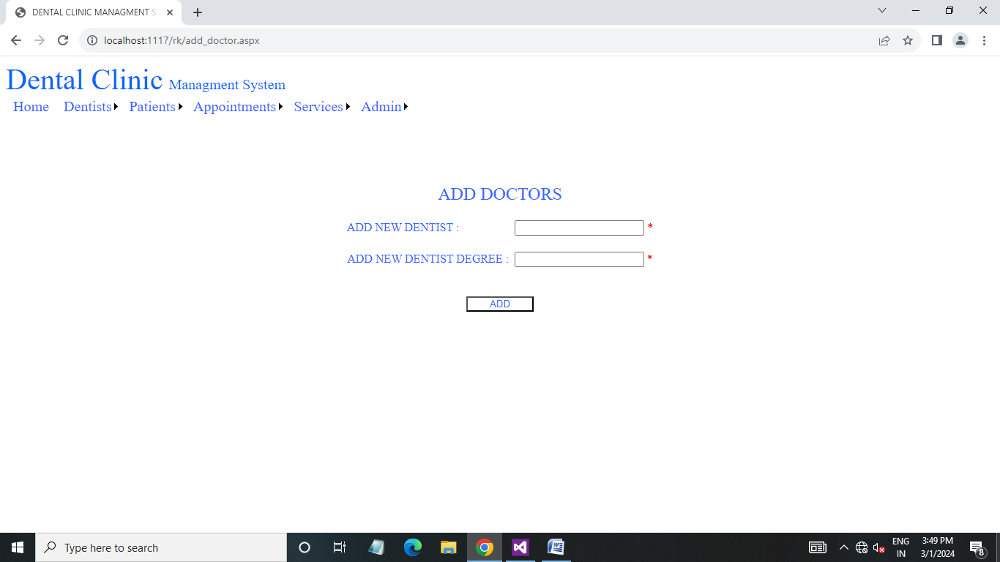 DENTAL CLINIC MANAGMENT S
localhost:1117/rk/add_doctor.aspx
Dental Clinic Managment System
Home Dentists Patients Appointments Services Admin
ADD DOCTORS
ADD NEW DENTIST : *
ADD NEW DENTIST DEGREE : *
ADD
Type here to search
ENG
IN
3:49 PM
3/1/2024
8